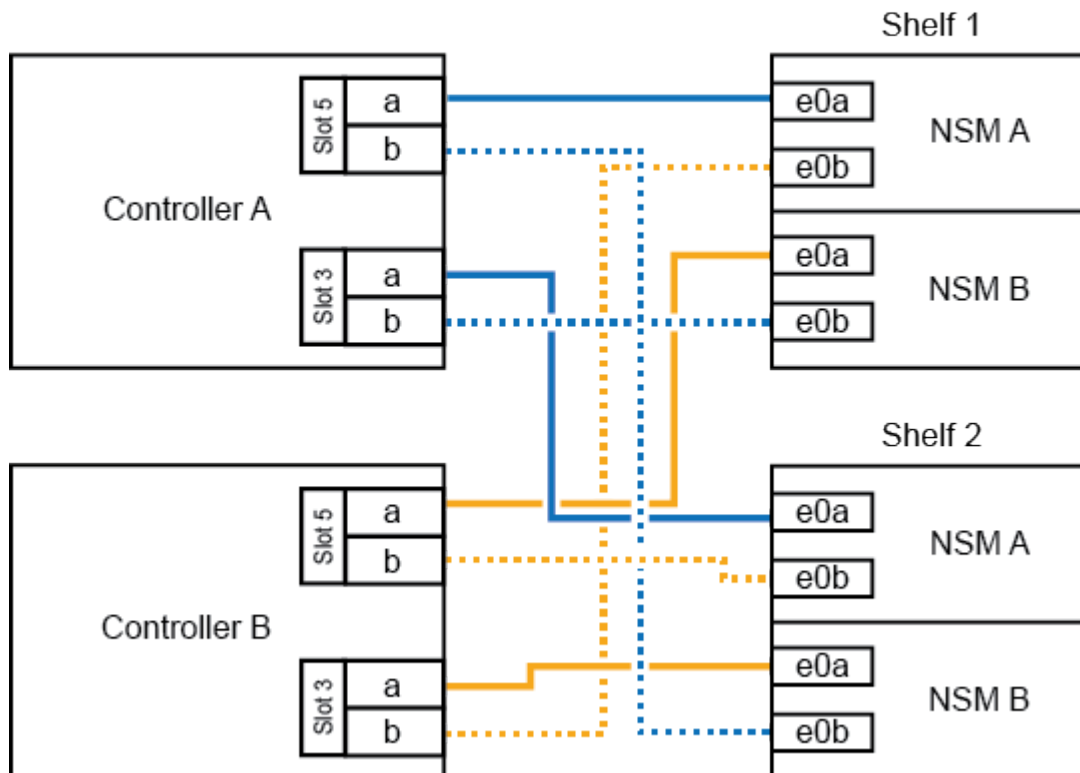 Shelf 1
Controller A
Slot 5
a
b
Slot 3
a
b
e0a
e0b
NSM A
e0a
e0b
NSM B
Shelf 2
Controller B
Slot 5
a
b
Slot 3
a
b
e0a
e0b
NSM A
e0a
e0b
NSM B